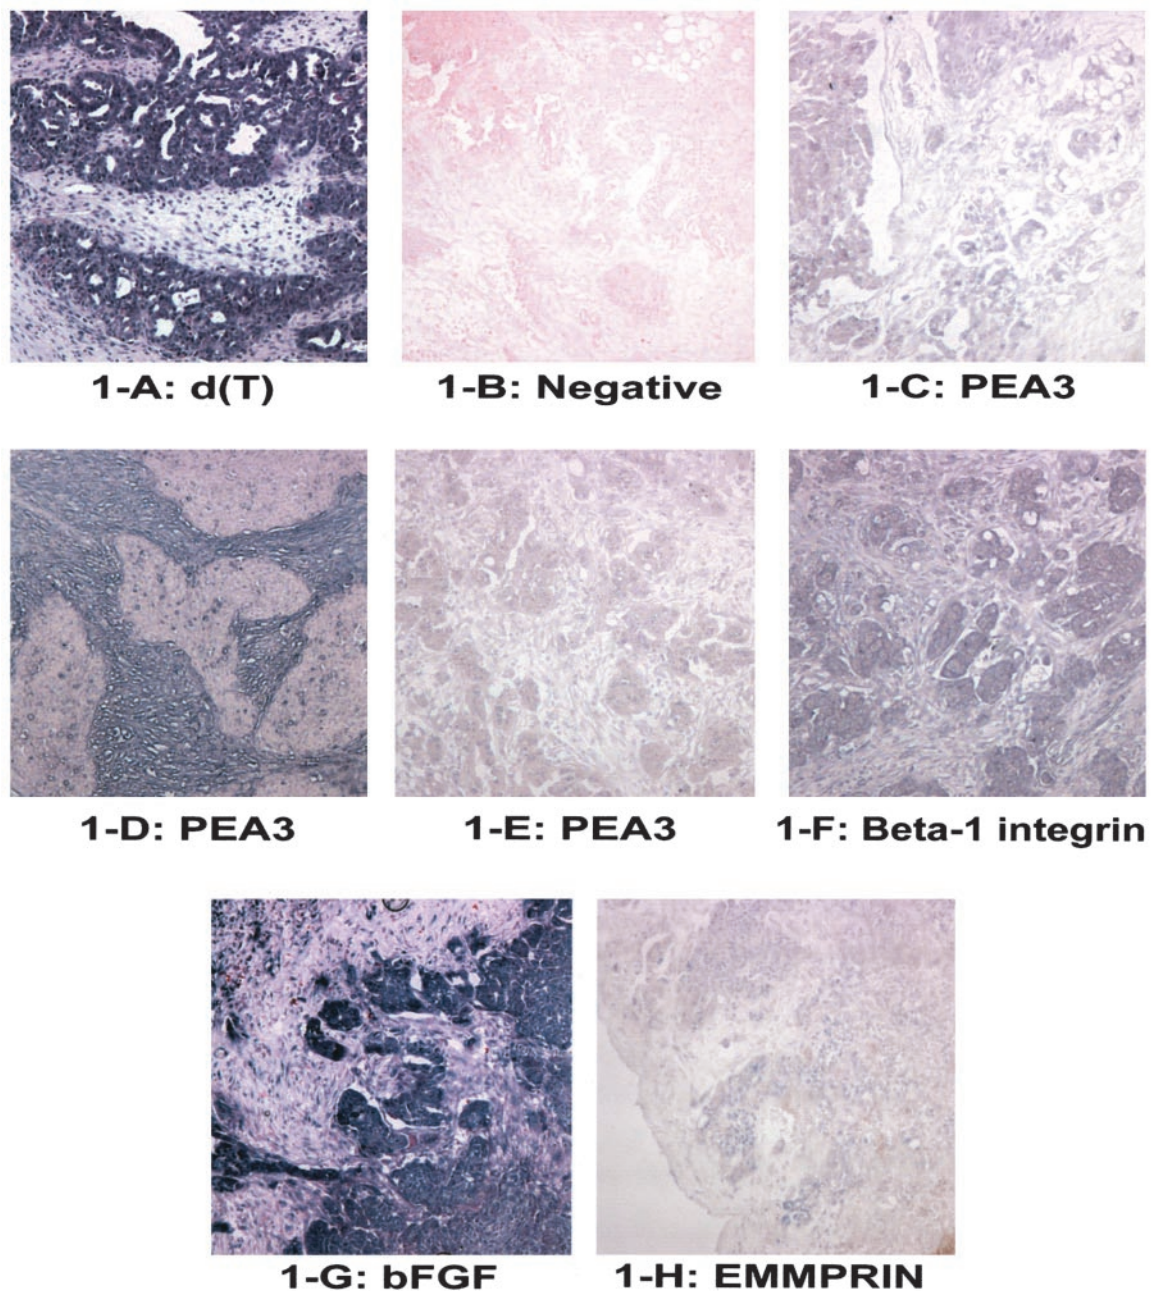 1-A: d(T)
1-B: Negative
1-C: PEA3
1-D: PEA3
1-E: PEA3
1-F: Beta-1 integrin
1-G: bFGF
1-H: EMMPRIN